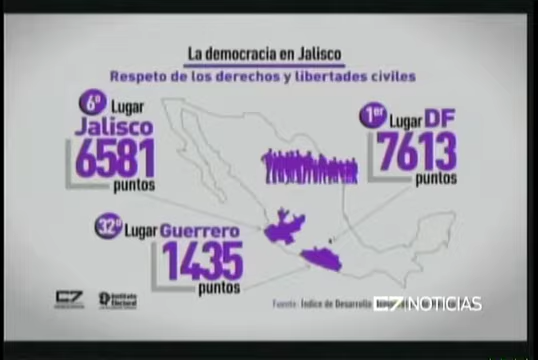 La democracia en Jalisco
Respeto de los derechos y libertades civiles
6º Lugar
Jalisco
6581
puntos
1er Lugar DF
7613
puntos
32º Lugar Guerrero
1435
puntos
C7
Instituto
Electoral
Fuente: Indice de Desarrollo
C7 NOTICIAS